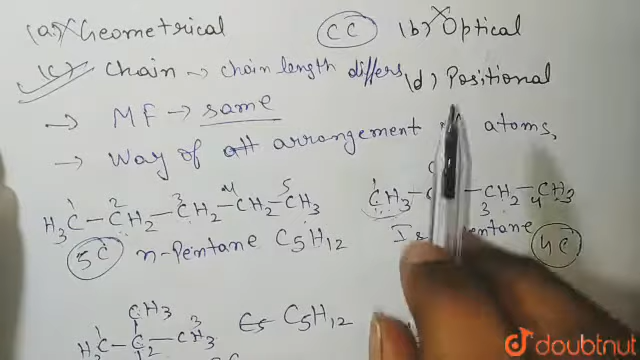 (a) Geometrical CC (b) Optical
(c) Chain → chain length differs (d) Positional
→ MF → same
→ Way of arrangement atoms,
1 2 3 4 5
H3C - CH2 - CH2 - CH2 - CH3
5C n-Pentane C5H12
1 3 4
CH3 - CH2 - CH3
pentane 4C
CH3
1 2 3
H3C - C - CH3
C5H12
doubtnut